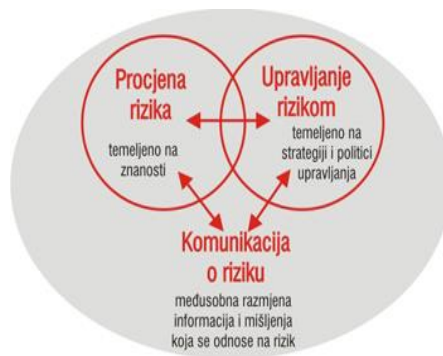 Procjena
rizika
temeljeno na
znanosti
Upravljanje
rizikom
temeljeno na
strategiji i politici
upravljanja
Komunikacija
o riziku
međusobna razmjena
informacija i mišljenja
koja se odnose na rizik